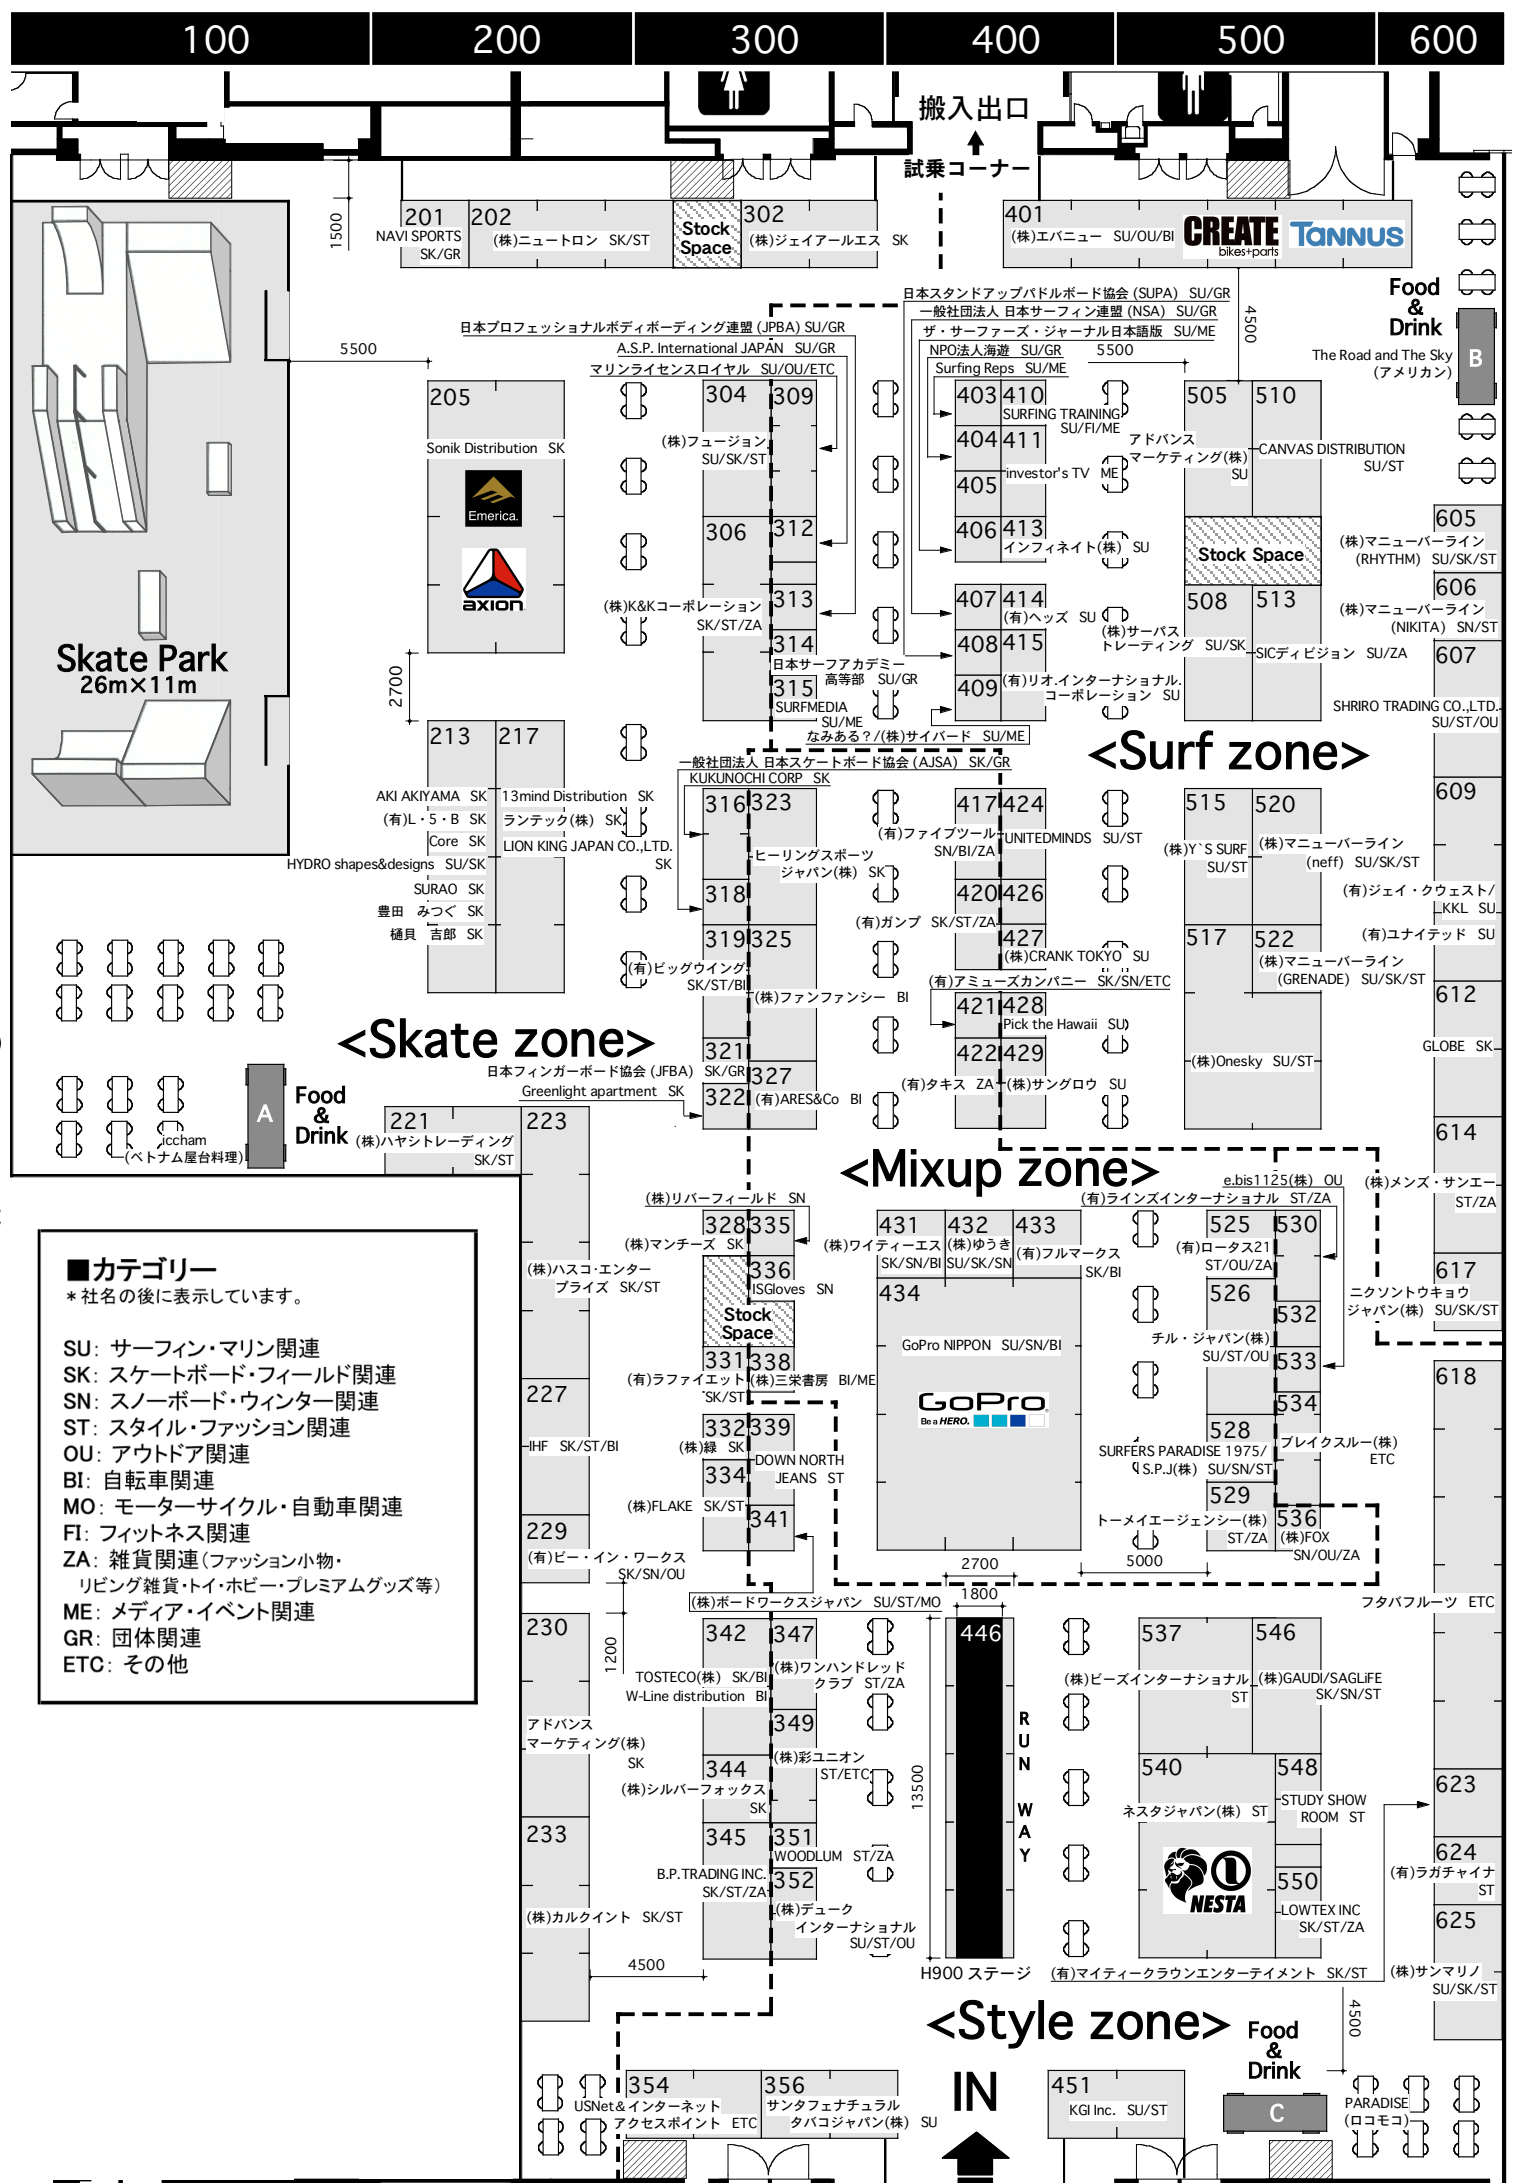 100
200
300
400
500
600
搬入出口
試乗コーナー
1500
201
NAVI SPORTS
SK/GR
202
(株)ニュートロン SK/ST
Stock
Space
302
(株)ジェイアールエス SK
401
(株)エバニュー SU/OU/BI
CREATE
bikes+parts
TANNUS
日本スタンドアップパドルボード協会 (SUPA) SU/GR
一般社団法人 日本サーフィン連盟 (NSA) SU/GR
ザ・サーファーズ・ジャーナル日本語版 SU/ME
NPO法人海遊 SU/GR
Surfing Reps SU/ME
日本プロフェッショナルボディボーディング連盟 (JPBA) SU/GR
A.S.P. International JAPAN SU/GR
マリンライセンスロイヤル SU/OU/ETC
5500
5500
4500
Food
&
Drink
The Road and The Sky
(アメリカン)
B
205
Sonik Distribution SK
Emerica.
axion
304
(株)フュージョン
SU/SK/ST
309
306
(株)K&Kコーポレーション
SK/ST/ZA
312
313
314
日本サーフアカデミー
高等部 SU/GR
315
SURFMEDIA
SU/ME
403
410
SURFING TRAINING
SU/FI/ME
404
411
investor's TV ME
405
406
413
インフィネイト(株) SU
407
414
(有)ヘッズ SU
408
415
409
(有)リオ.インターナショナル.
コーポレーション SU
なみある？/(株)サイバード SU/ME
505
アドバンス
マーケティング(株)
SU
510
CANVAS DISTRIBUTION
SU/ST
Stock Space
508
(株)サーパス
トレーディング SU/SK
513
SICディビジョン SU/ZA
605
(株)マニューバーライン
(RHYTHM) SU/SK/ST
606
(株)マニューバーライン
(NIKITA) SN/ST
607
SHRIRO TRADING CO.,LTD.
SU/ST/OU
Skate Park
26m×11m
2700
<Surf zone>
213
217
AKI AKIYAMA SK
(有)L・5・B SK
Core SK
HYDRO shapes&designs SU/SK
SURAO SK
豊田 みつぐ SK
樋貝 吉郎 SK
13mind Distribution SK
ランテック(株) SK
LION KING JAPAN CO.,LTD.
SK
一般社団法人 日本スケートボード協会 (AJSA) SK/GR
KUKUNOCHI CORP SK
316
323
ヒーリングスポーツ
ジャパン(株) SK
318
319
(有)ビッグウイング
SK/ST/BI
325
(株)ファンファンシー BI
321
日本フィンガーボード協会 (JFBA) SK/GR
Greenlight apartment SK
322
327
(有)ARES&Co BI
417
(有)ファイブツール
SN/BI/ZA
424
UNITEDMINDS SU/ST
420
(有)ガンプ SK/ST/ZA
426
427
(株)CRANK TOKYO SU
(有)アミューズカンパニー SK/SN/ETC
421
428
Pick the Hawaii SU
422
(有)タキス ZA
429
(株)サングロウ SU
515
(株)Y`S SURF
SU/ST
520
(株)マニューバーライン
(neff) SU/SK/ST
517
522
(株)マニューバーライン
(GRENADE) SU/SK/ST
(株)Onesky SU/ST
609
(有)ジェイ・クウェスト/
KKL SU
(有)ユナイテッド SU
612
GLOBE SK
614
(株)メンズ・サンエー
ST/ZA
617
ニクソントウキョウ
ジャパン(株) SU/SK/ST
<Skate zone>
iccham
(ベトナム屋台料理)
A
Food
&
Drink
221
(株)ハヤシトレーディング
SK/ST
223
(株)ハスコ・エンター
プライズ SK/ST
<Mixup zone>
■カテゴリー
*社名の後に表示しています。
SU: サーフィン・マリン関連
SK: スケートボード・フィールド関連
SN: スノーボード・ウィンター関連
ST: スタイル・ファッション関連
OU: アウトドア関連
BI: 自転車関連
MO: モーターサイクル・自動車関連
FI: フィットネス関連
ZA: 雑貨関連(ファッション小物・
リビング雑貨・トイ・ホビー・プレミアムグッズ等)
ME: メディア・イベント関連
GR: 団体関連
ETC: その他
227
IHF SK/ST/BI
229
(有)ビー・イン・ワークス
SK/SN/OU
230
アドバンス
マーケティング(株)
SK
233
(株)カルクイント SK/ST
1200
4500
(株)リバーフィールド SN
328
(株)マンチーズ SK
335
336
ISGloves SN
Stock
Space
331
(有)ラファイエット
SK/ST
338
(株)三栄書房 BI/ME
332
(株)緑 SK
339
DOWN NORTH
JEANS ST
334
(株)FLAKE SK/ST
341
(株)ボードワークスジャパン SU/ST/MO
431
(株)ワイティーエス
SK/SN/BI
432
(株)ゆうき
SU/SK/SN
433
(有)フルマークス
SK/BI
434
GoPro NIPPON SU/SN/BI
GoPro
Be a HERO.
e.bis1125(株) OU
(有)ラインズインターナショナル ST/ZA
525
(有)ロータス21
ST/OU/ZA
530
526
チル・ジャパン(株)
SU/ST/OU
532
533
534
528
SURFERS PARADISE 1975/
S.P.J(株) SU/SN/ST
ブレイクスルー(株)
ETC
529
トーメイエージェンシー(株)
ST/ZA
536
(株)FOX
SN/OU/ZA
2700
1800
5000
13500
446
RUN WAY
H900 ステージ
342
TOSTECO(株) SK/BI
W-Line distribution BI
347
(株)ワンハンドレッド
クラブ ST/ZA
349
(株)彩ユニオン
ST/ETC
344
(株)シルバーフォックス
SK
345
B.P.TRADING INC.
SK/ST/ZA
351
WOODLUM ST/ZA
352
(株)デューク
インターナショナル
SU/ST/OU
537
(株)ビーズインターナショナル
ST
546
(株)GAUDI/SAGLiFE
SK/SN/ST
540
ネスタジャパン(株) ST
NESTA
548
STUDY SHOW
ROOM ST
550
LOWTEX INC
SK/ST/ZA
(有)マイティークラウンエンターテイメント SK/ST
618
フタバフルーツ ETC
623
624
(有)ラガチャイナ
ST
625
(株)サンマリノ
SU/SK/ST
<Style zone>
4500
Food
&
Drink
354
USNet&インターネット
アクセスポイント ETC
356
サンタフェナチュラル
タバコジャパン(株) SU
IN
451
KGI Inc. SU/ST
C
PARADISE
(ロコモコ)